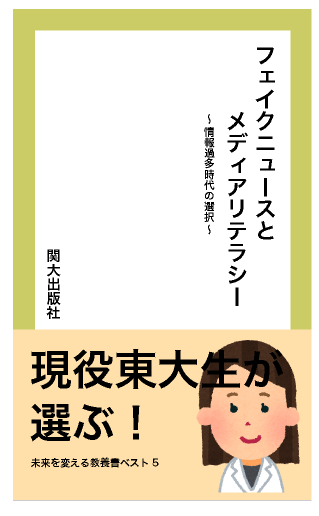 フェイクニュースと
メディアリテラシー
～情報過多時代の選択～
関大出版社
現役東大生が
選ぶ！
未来を変える教養書ベスト５